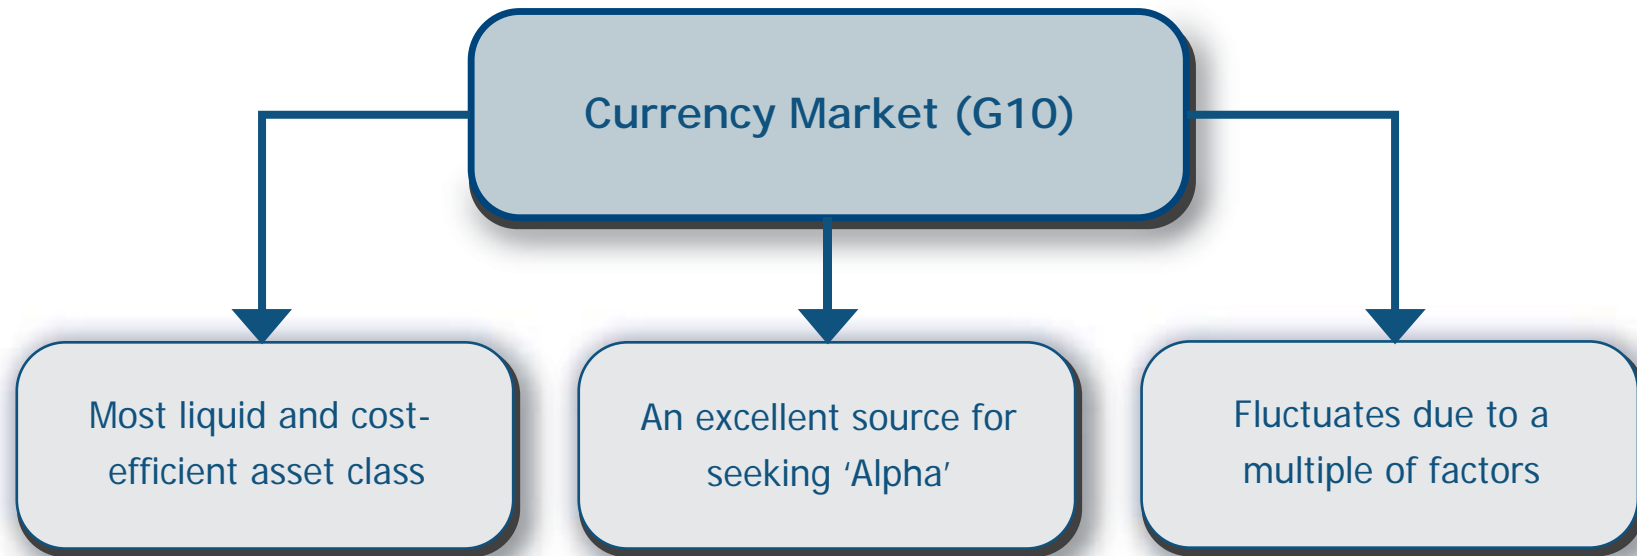 Currency Market (G10)
Most liquid and cost-
efficient asset class
An excellent source for
seeking ‘Alpha’
Fluctuates due to a
multiple of factors